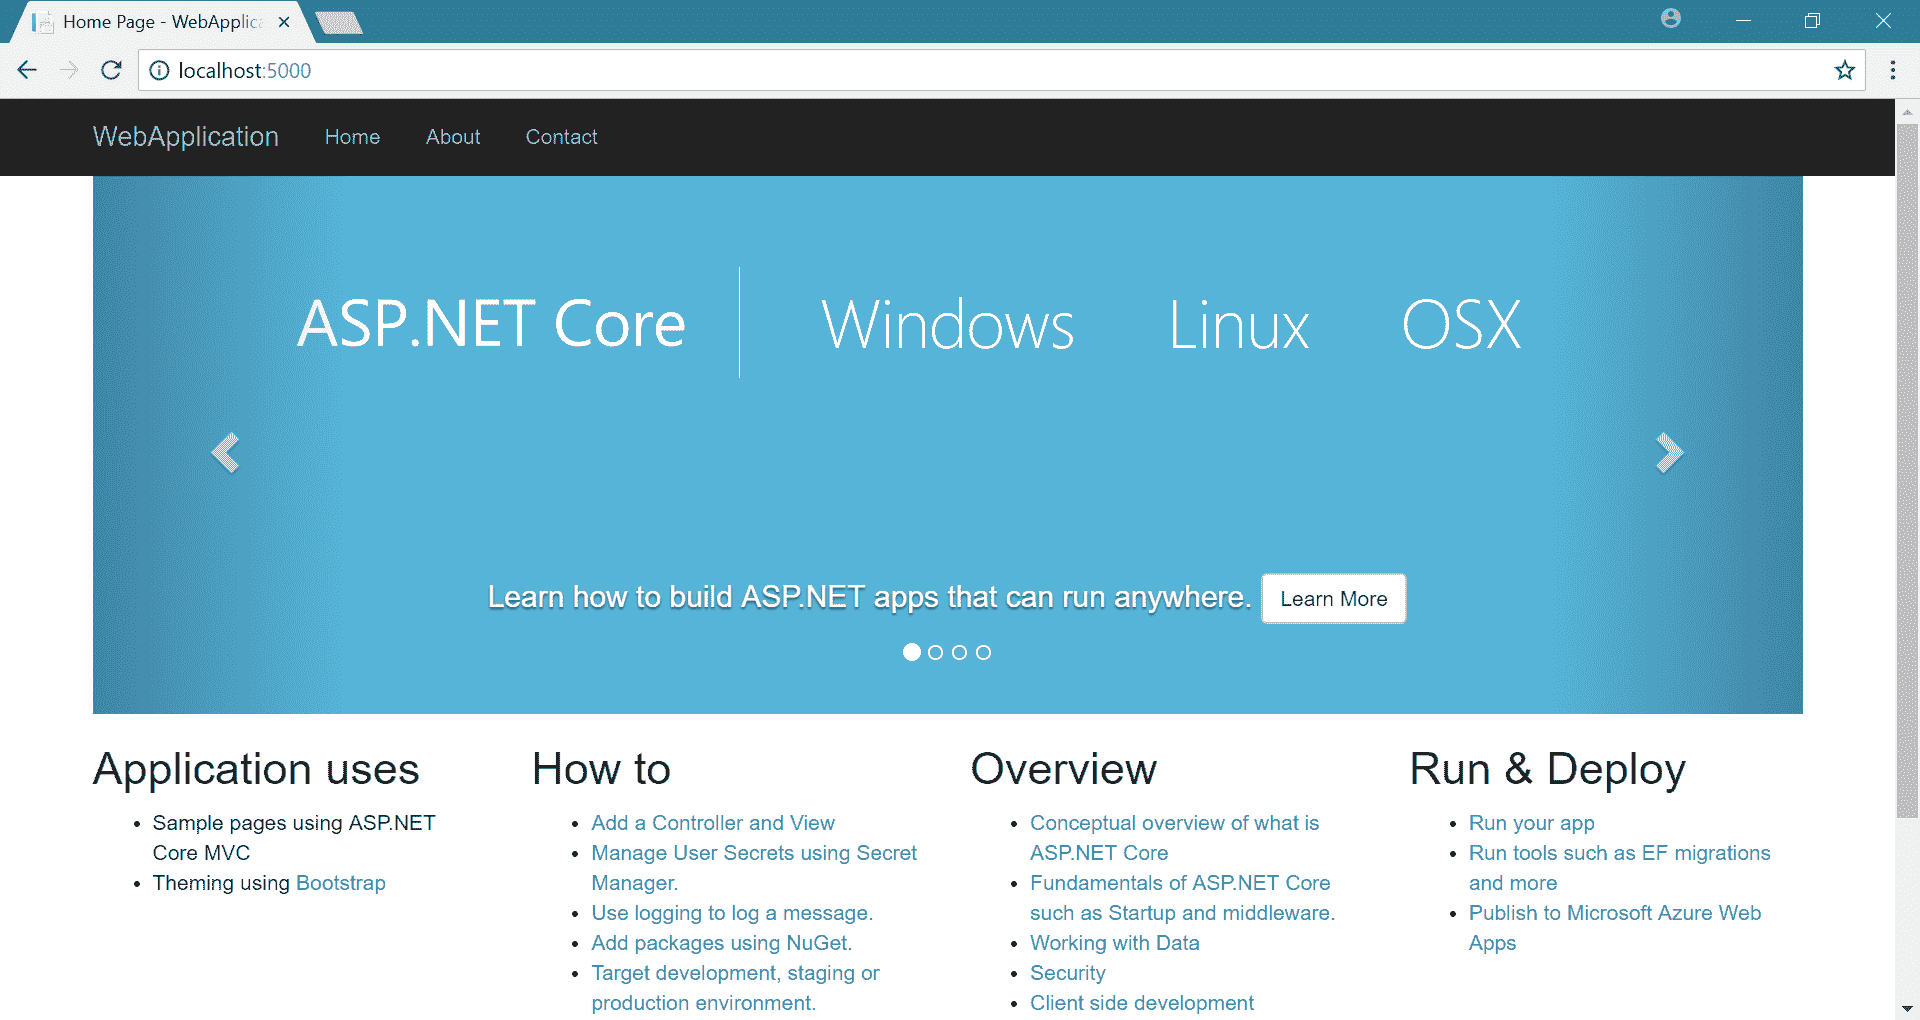 Home Page - WebApplic
localhost:5000
WebApplication Home About Contact
ASP.NET Core Windows Linux OSX
Learn how to build ASP.NET apps that can run anywhere. Learn More
Application uses
Sample pages using ASP.NET
Core MVC
Theming using Bootstrap
How to
Add a Controller and View
Manage User Secrets using Secret
Manager.
Use logging to log a message.
Add packages using NuGet.
Target development, staging or
production environment.
Overview
Conceptual overview of what is
ASP.NET Core
Fundamentals of ASP.NET Core
such as Startup and middleware.
Working with Data
Security
Client side development
Run & Deploy
Run your app
Run tools such as EF migrations
and more
Publish to Microsoft Azure Web
Apps